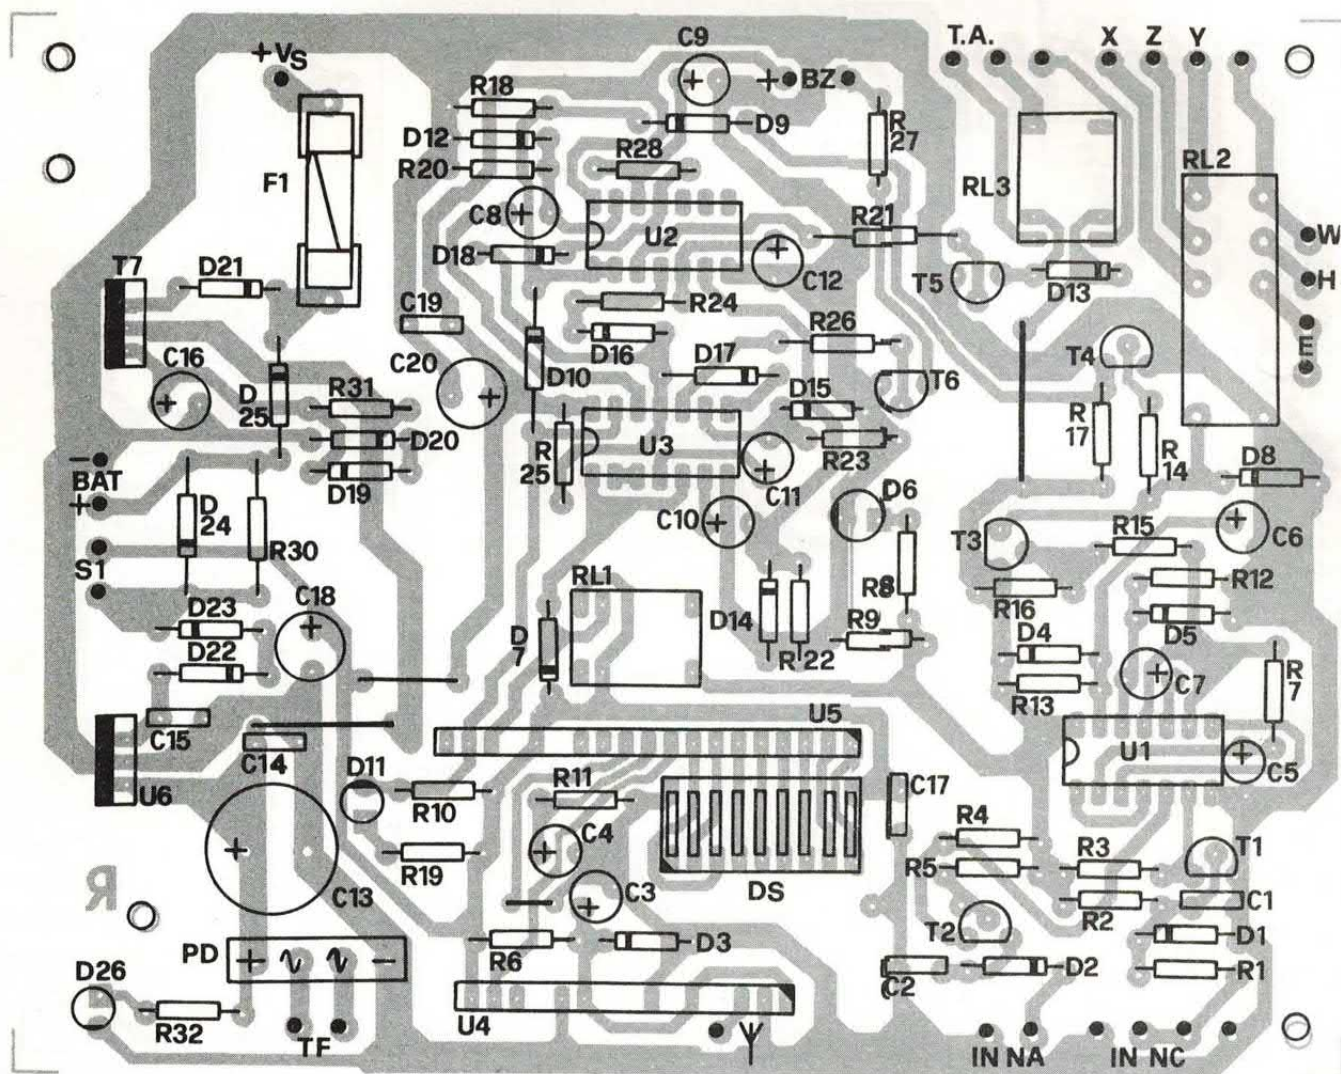 T.A. X Z Y
C9
+VS
+ BZ
R18
D12
D9
R 27
R20
R28
RL2
F1
RL3
C8
U2
R21
W
D18
C12
T5
H
T7
D21
D13
R24
C19
R26
E
D16
T4
C16
C20
D10
D17
T6
D 25
R31
D15
R 17
D20
U3
R 25
R23
R 14
−
BAT
+
D19
C11
D8
D 24
C10
D6
R15
C6
R30
T3
S1
R8
R12
C18
RL1
D14
R16
D23
R9
D4
D5
D 7
R 22
D22
C7
R 7
R13
C15
U5
U1
C14
D11
C5
U6
R11
C17
R10
R4
C4
R3
T1
R5
R19
C13
C3
DS
R2
C1
R
T2
D1
PD
+ ∿ ∿ −
R6
D3
D26
C2
D2
R1
R32
U4
TF
IN NA
IN NC